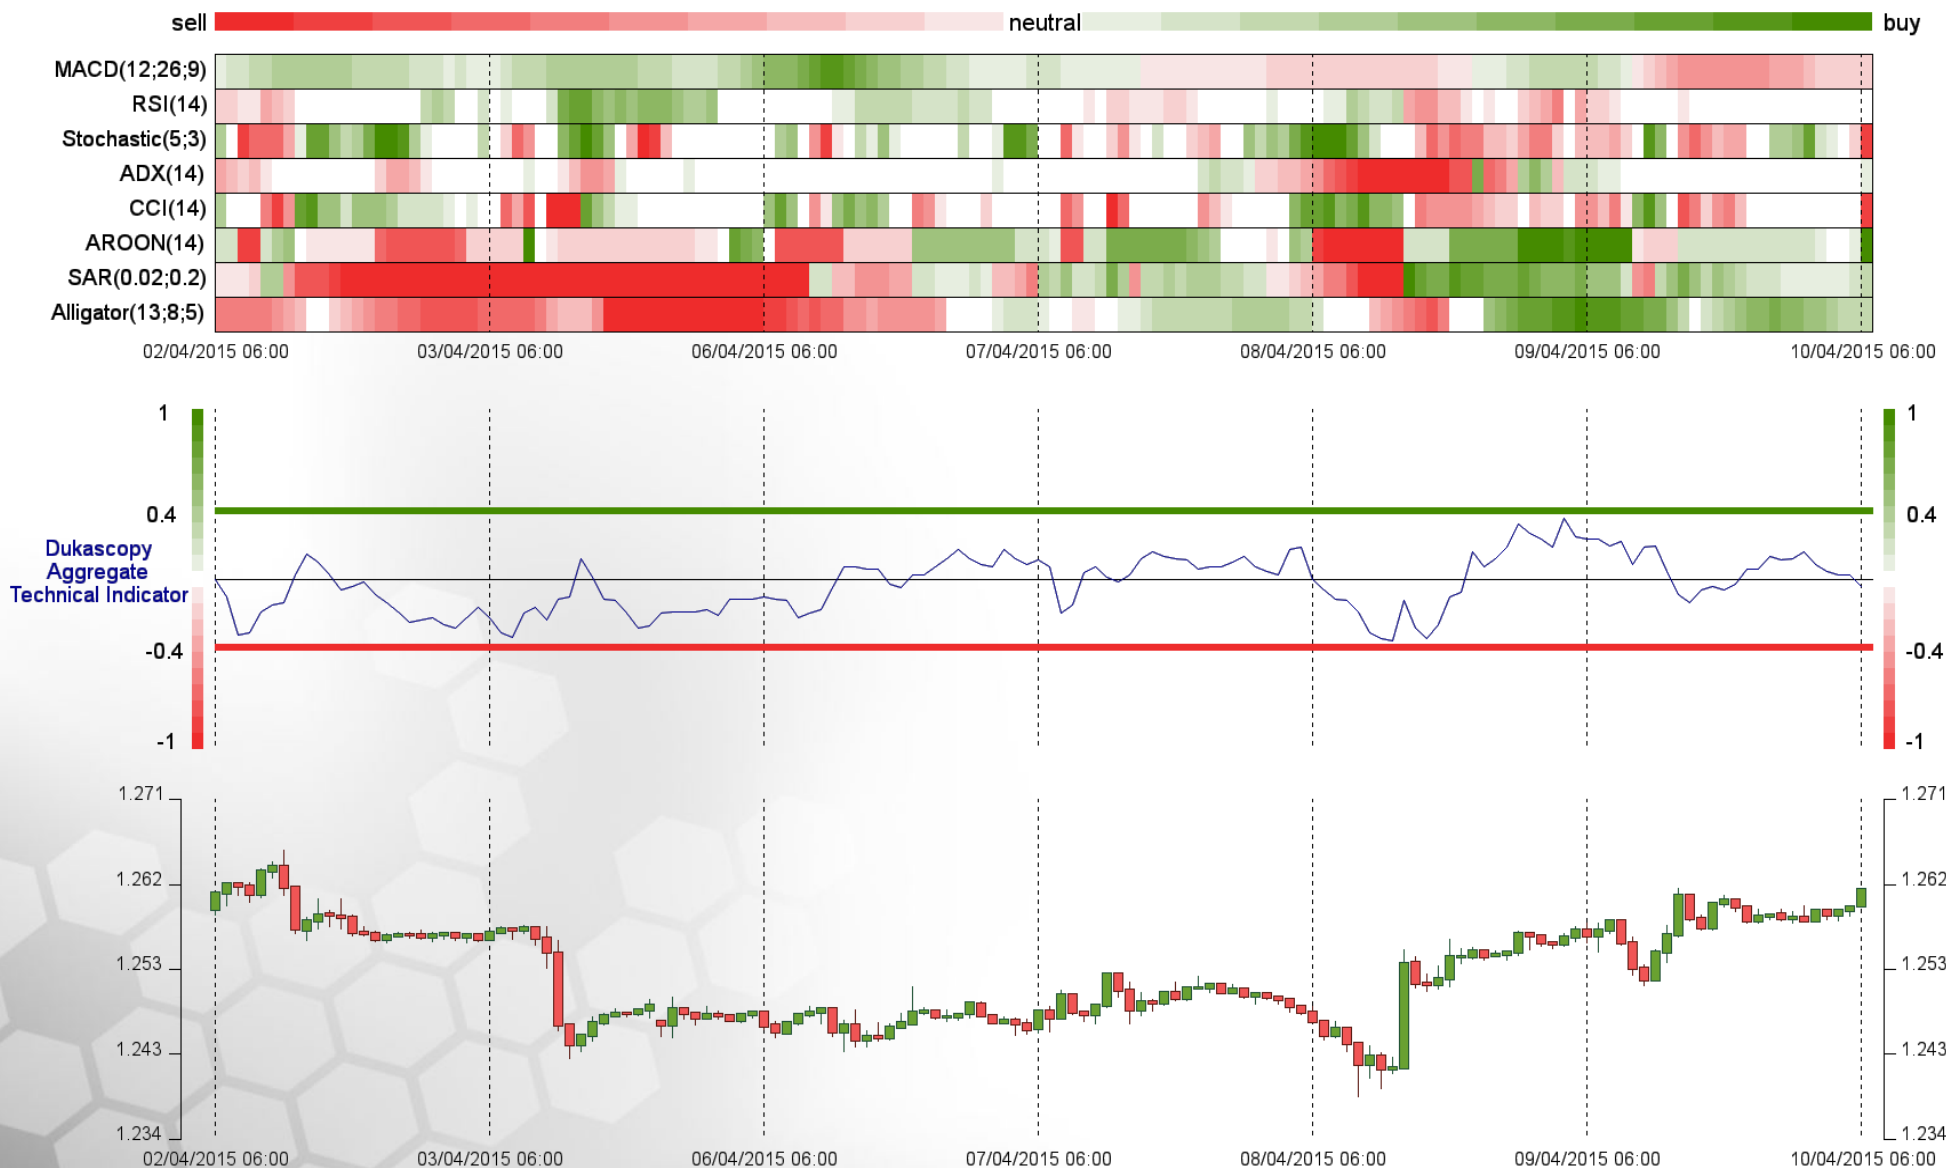 sell neutral buy
MACD(12;26;9)
RSI(14)
Stochastic(5;3)
ADX(14)
CCI(14)
AROON(14)
SAR(0.02;0.2)
Alligator(13;8;5)
02/04/2015 06:00 03/04/2015 06:00 06/04/2015 06:00 07/04/2015 06:00 08/04/2015 06:00 09/04/2015 06:00 10/04/2015 06:00
1 1
0.4 0.4
Dukascopy
Aggregate
Technical Indicator
-0.4 -0.4
-1 -1
1.271 1.271
1.262 1.262
1.253 1.253
1.243 1.243
1.234 1.234
02/04/2015 06:00 03/04/2015 06:00 06/04/2015 06:00 07/04/2015 06:00 08/04/2015 06:00 09/04/2015 06:00 10/04/2015 06:00